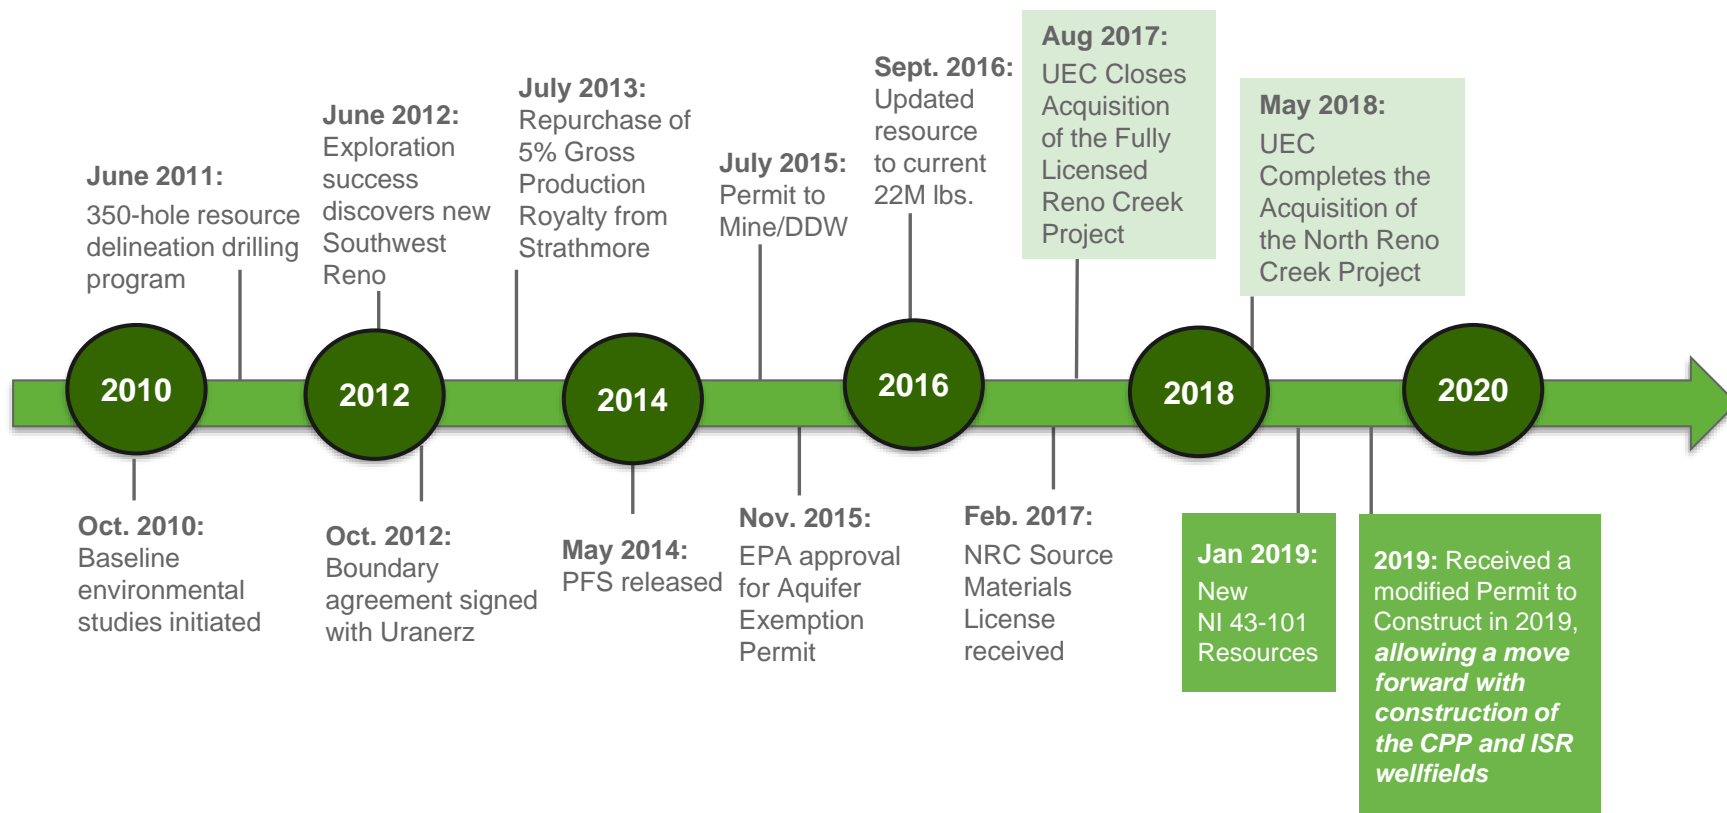 June 2011:
350-hole resource
delineation drilling
program
June 2012:
Exploration
success
discovers new
Southwest
Reno
July 2013:
Repurchase of
5% Gross
Production
Royalty from
Strathmore
July 2015:
Permit to
Mine/DDW
Sept. 2016:
Updated
resource
to current
22M lbs.
Aug 2017:
UEC Closes
Acquisition
of the Fully
Licensed
Reno Creek
Project
May 2018:
UEC
Completes the
Acquisition of
the North Reno
Creek Project
2010
2012
2014
2016
2018
2020
Oct. 2010:
Baseline
environmental
studies initiated
Oct. 2012:
Boundary
agreement signed
with Uranerz
May 2014:
PFS released
Nov. 2015:
EPA approval
for Aquifer
Exemption
Permit
Feb. 2017:
NRC Source
Materials
License
received
Jan 2019:
New
NI 43-101
Resources
2019: Received a
modified Permit to
Construct in 2019,
allowing a move
forward with
construction of
the CPP and ISR
wellfields